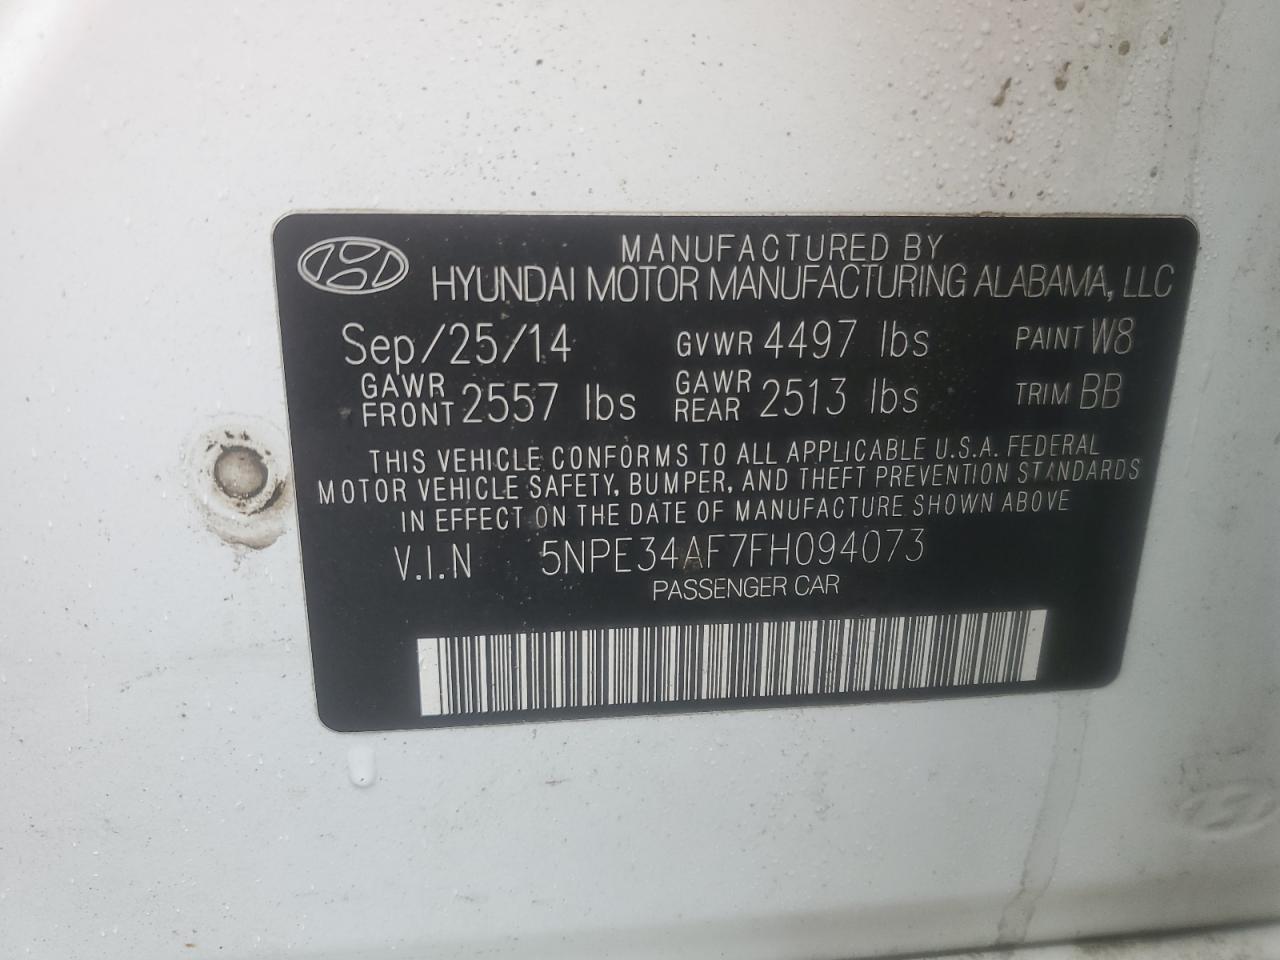 MANUFACTURED BY
HYUNDAI MOTOR MANUFACTURING ALABAMA, LLC
Sep/25/14 GVWR 4497 lbs PAINT W8
GAWR FRONT 2557 lbs GAWR REAR 2513 lbs TRIM BB
THIS VEHICLE CONFORMS TO ALL APPLICABLE U.S.A. FEDERAL
MOTOR VEHICLE SAFETY, BUMPER, AND THEFT PREVENTION STANDARDS
IN EFFECT ON THE DATE OF MANUFACTURE SHOWN ABOVE
V.I.N 5NPE34AF7FH094073
PASSENGER CAR